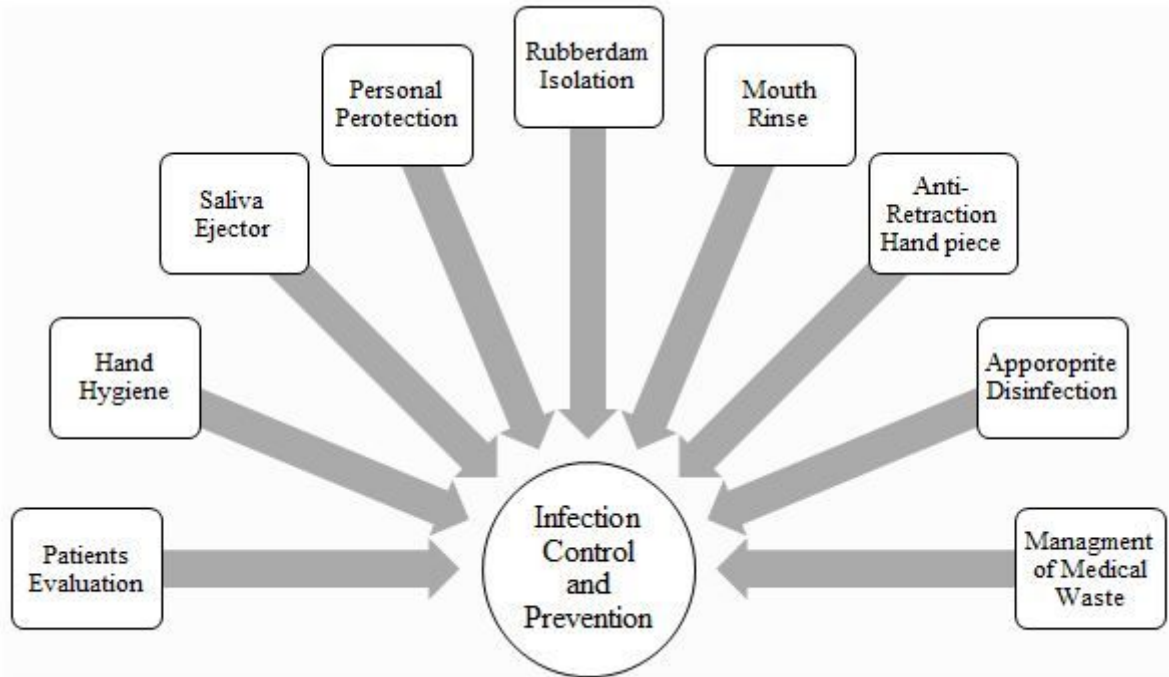 Rubberdam
Isolation
Personal
Perotection
Mouth
Rinse
Saliva
Ejector
Anti-
Retraction
Hand piece
Hand
Hygiene
Apporoprite
Disinfection
Patients
Evaluation
Infection
Control
and
Prevention
Managment
of Medical
Waste